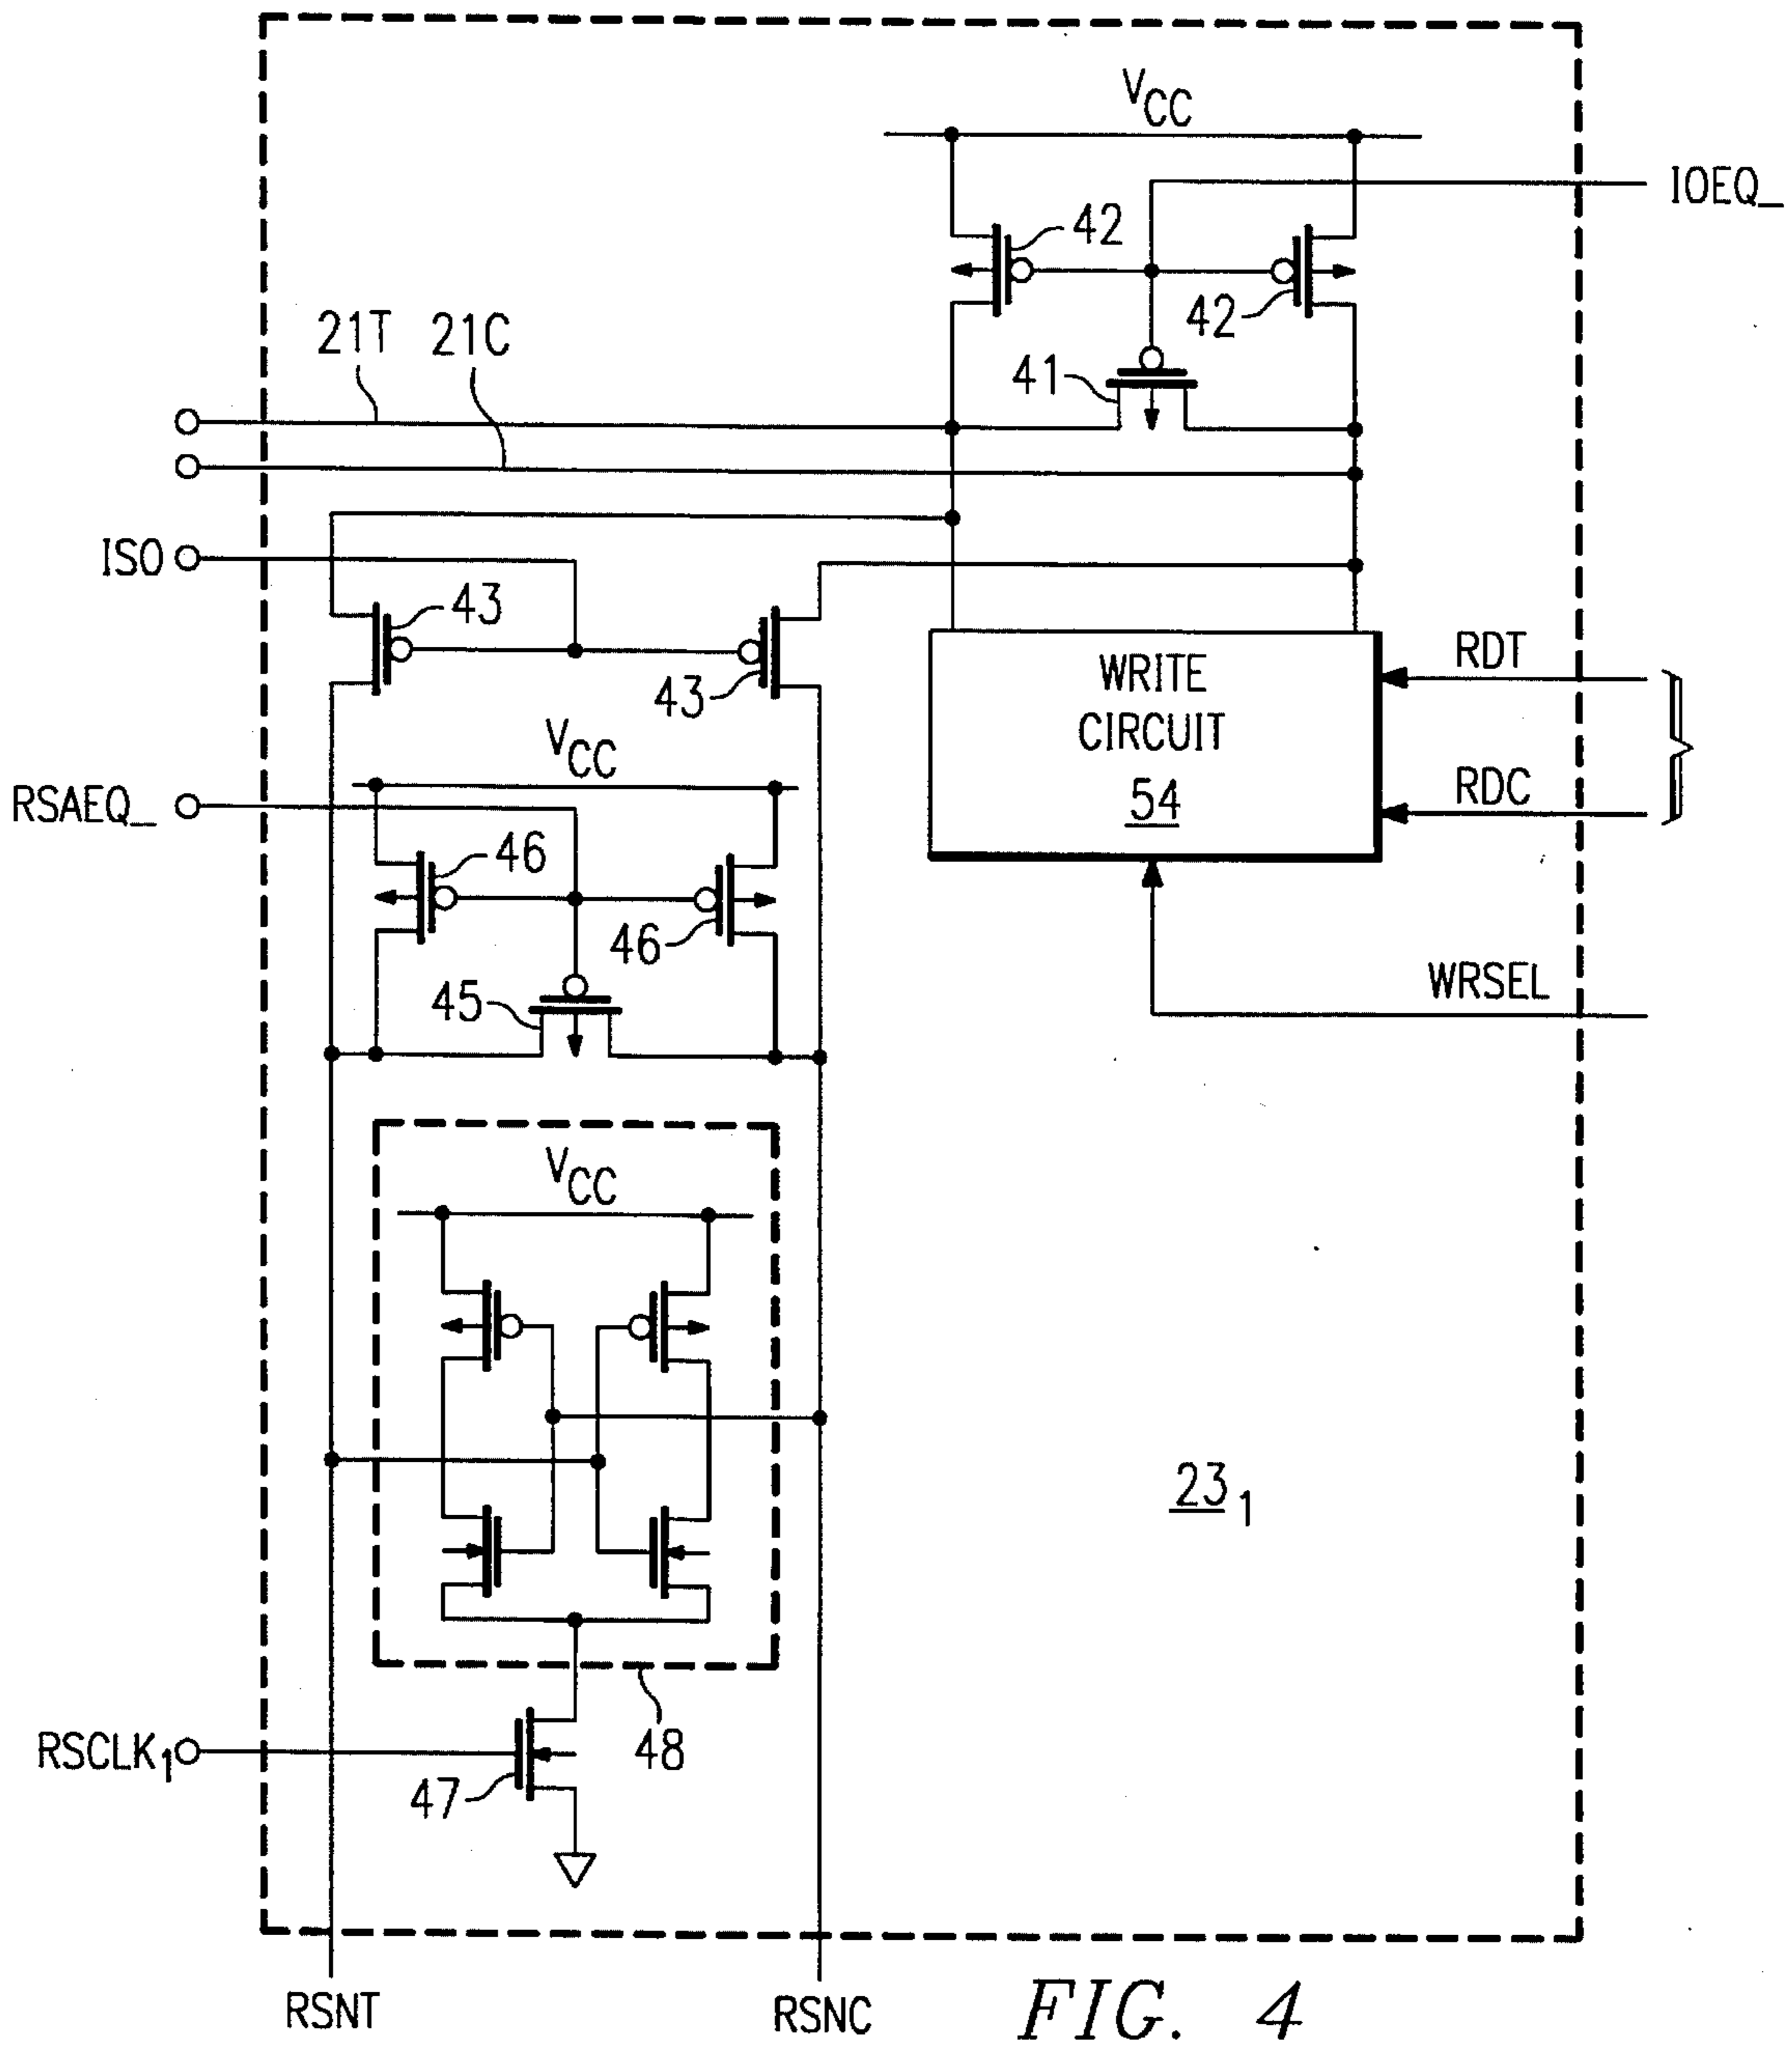 VCC
IOEQ_
42
42
21T
21C
41
ISO
43
43
RDT
WRITE
CIRCUIT
54
VCC
RDC
RSAEQ_
46
46
WRSEL
45
VCC
23 1
RSCLK1
48
47
RSNT
RSNC
FIG. 4